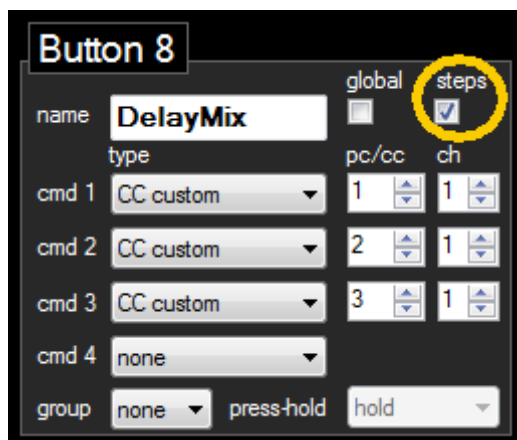 Button 8
global steps
name DelayMix
type pc/cc ch
cmd 1 CC custom 1 1
cmd 2 CC custom 2 1
cmd 3 CC custom 3 1
cmd 4 none
group none press-hold hold